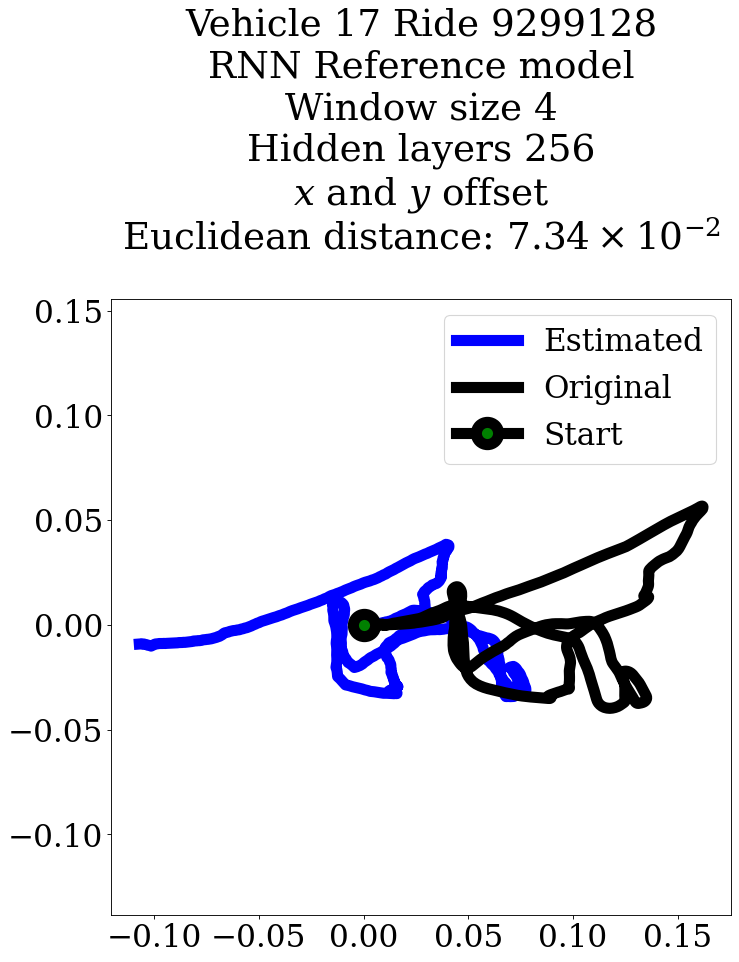 Vehicle 17 Ride 9299128
RNN Reference model
Window size 4
Hidden layers 256
x and y offset
Euclidean distance: 7.34 × 10⁻²
Estimated
Original
Start
0.15
0.10
0.05
0.00
−0.05
−0.10
−0.10 −0.05 0.00 0.05 0.10 0.15